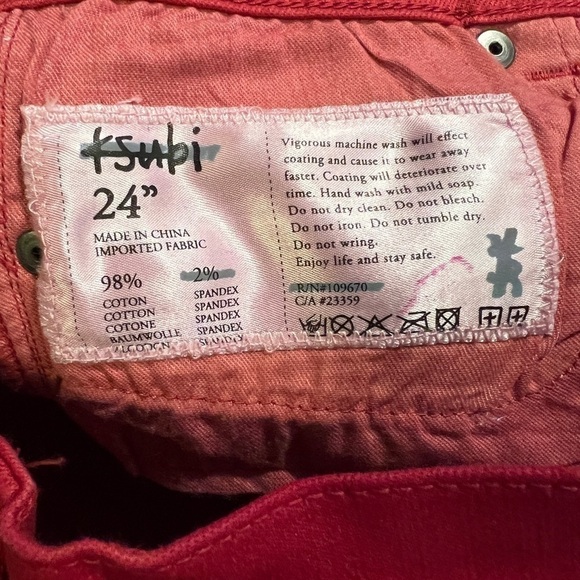 ksubi
24”
MADE IN CHINA
IMPORTED FABRIC
98%
COTON
COTTON
COTONE
BAUMWOLLE
ALGODON
2%
SPANDEX
SPANDEX
SPANDEX
SPANDEX
SPANDEX
Vigorous machine wash will effect
coating and cause it to wear away
faster. Coating will deteriorate over
time. Hand wash with mild soap.
Do not dry clean. Do not bleach.
Do not iron. Do not tumble dry.
Do not wring.
Enjoy life and stay safe.
R/N#109670
C/A #23359